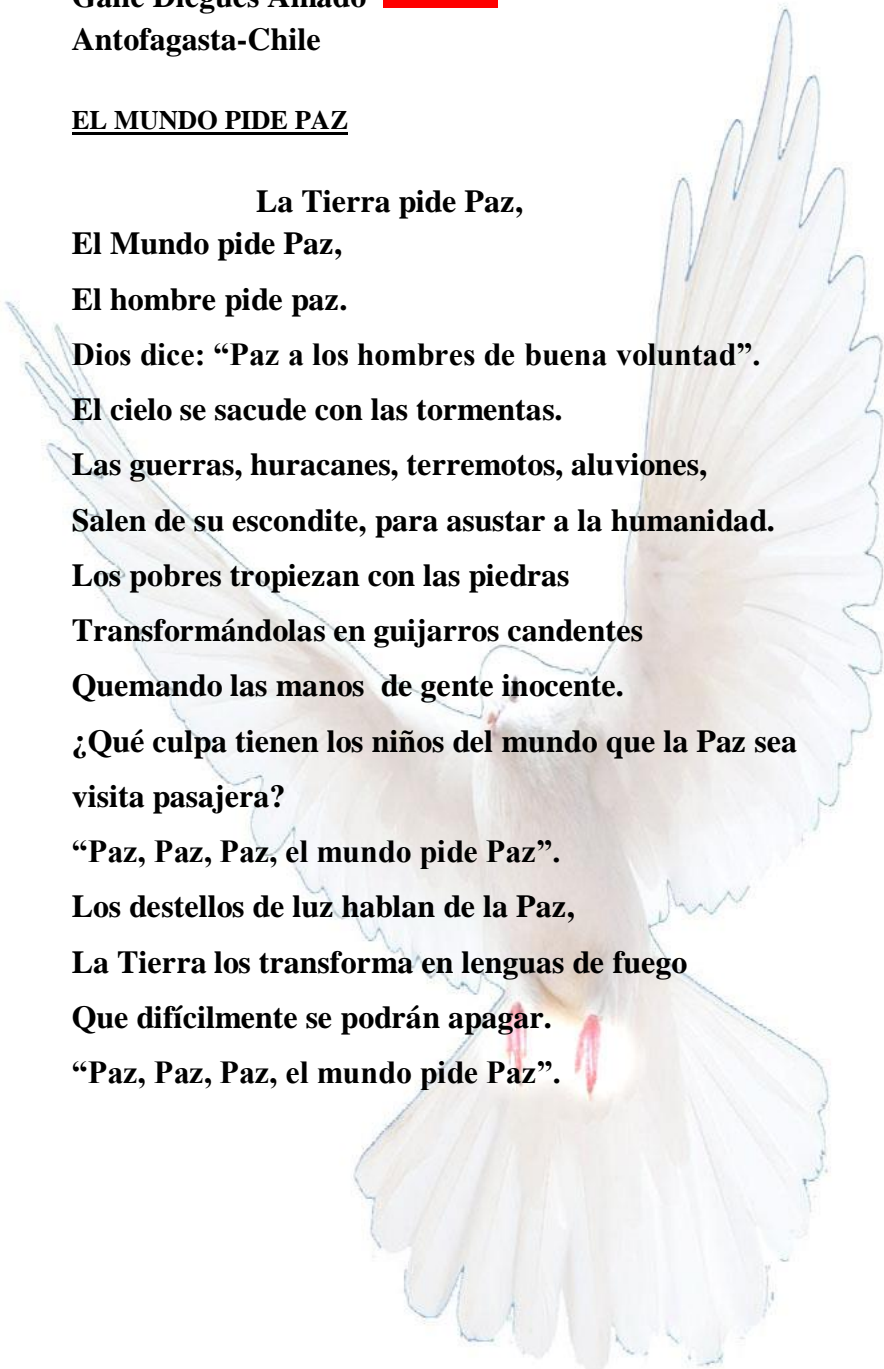 Diegues Amado
Antofagasta-Chile
EL MUNDO PIDE PAZ
La Tierra pide Paz,
El Mundo pide Paz,
El hombre pide paz.
Dios dice: “Paz a los hombres de buena voluntad”.
El cielo se sacude con las tormentas.
Las guerras, huracanes, terremotos, aluviones,
Salen de su escondite, para asustar a la humanidad.
Los pobres tropiezan con las piedras
Transformándolas en guijarros candentes
Quemando las manos  de gente inocente.
¿Qué culpa tienen los niños del mundo que la Paz sea
visita pasajera?
“Paz, Paz, Paz, el mundo pide Paz”.
Los destellos de luz hablan de la Paz,
La Tierra los transforma en lenguas de fuego
Que difícilmente se podrán apagar.
“Paz, Paz, Paz, el mundo pide Paz”.